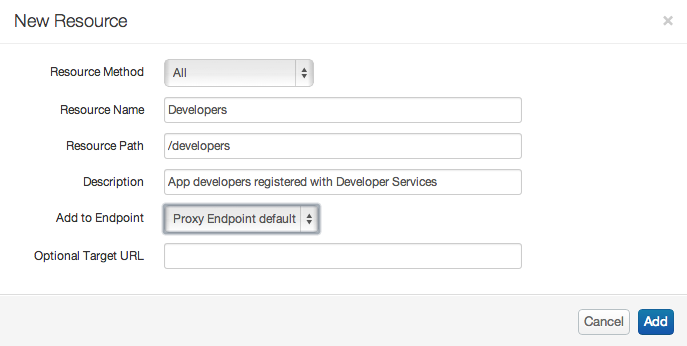 New Resource ×
Resource Method All
Resource Name Developers
Resource Path /developers
Description App developers registered with Developer Services
Add to Endpoint Proxy Endpoint default
Optional Target URL
Cancel Add